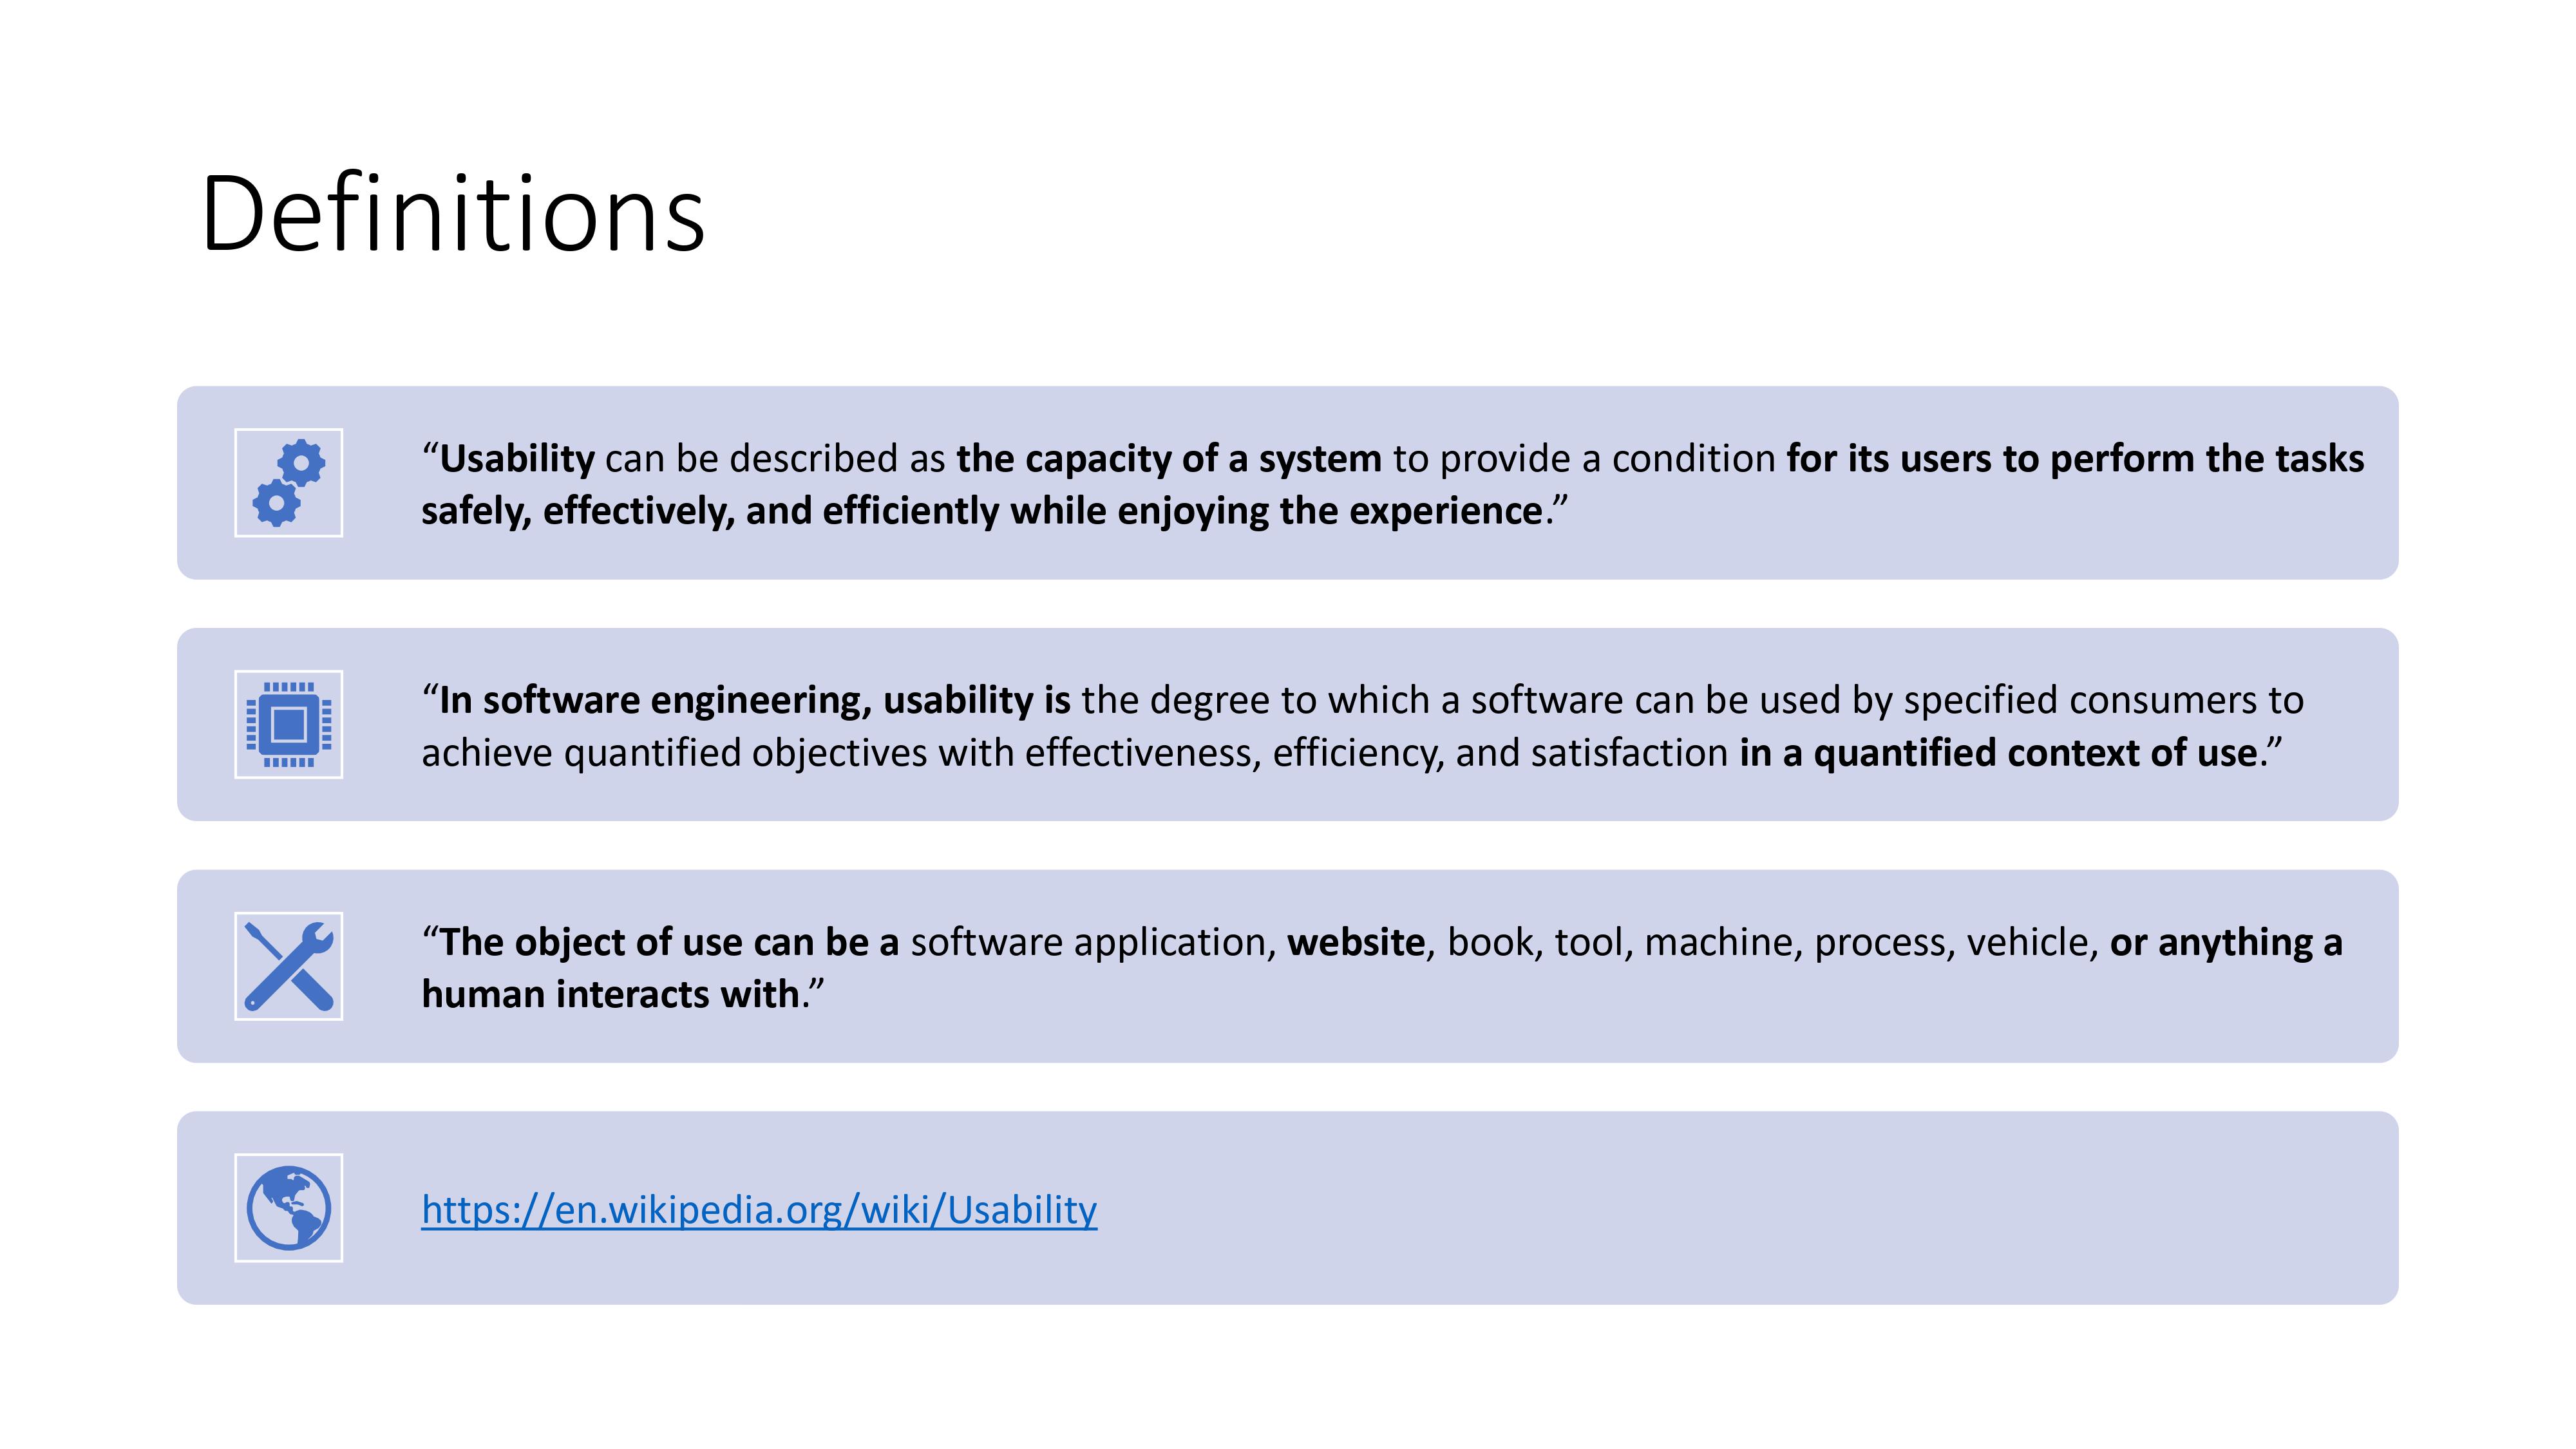 Definitions
“Usability can be described as the capacity of a system to provide a condition for its users to perform the tasks
safely, effectively, and efficiently while enjoying the experience.”
“In software engineering, usability is the degree to which a software can be used by specified consumers to
achieve quantified objectives with effectiveness, efficiency, and satisfaction in a quantified context of use.”
“The object of use can be a software application, website, book, tool, machine, process, vehicle, or anything a
human interacts with.”
https://en.wikipedia.org/wiki/Usability